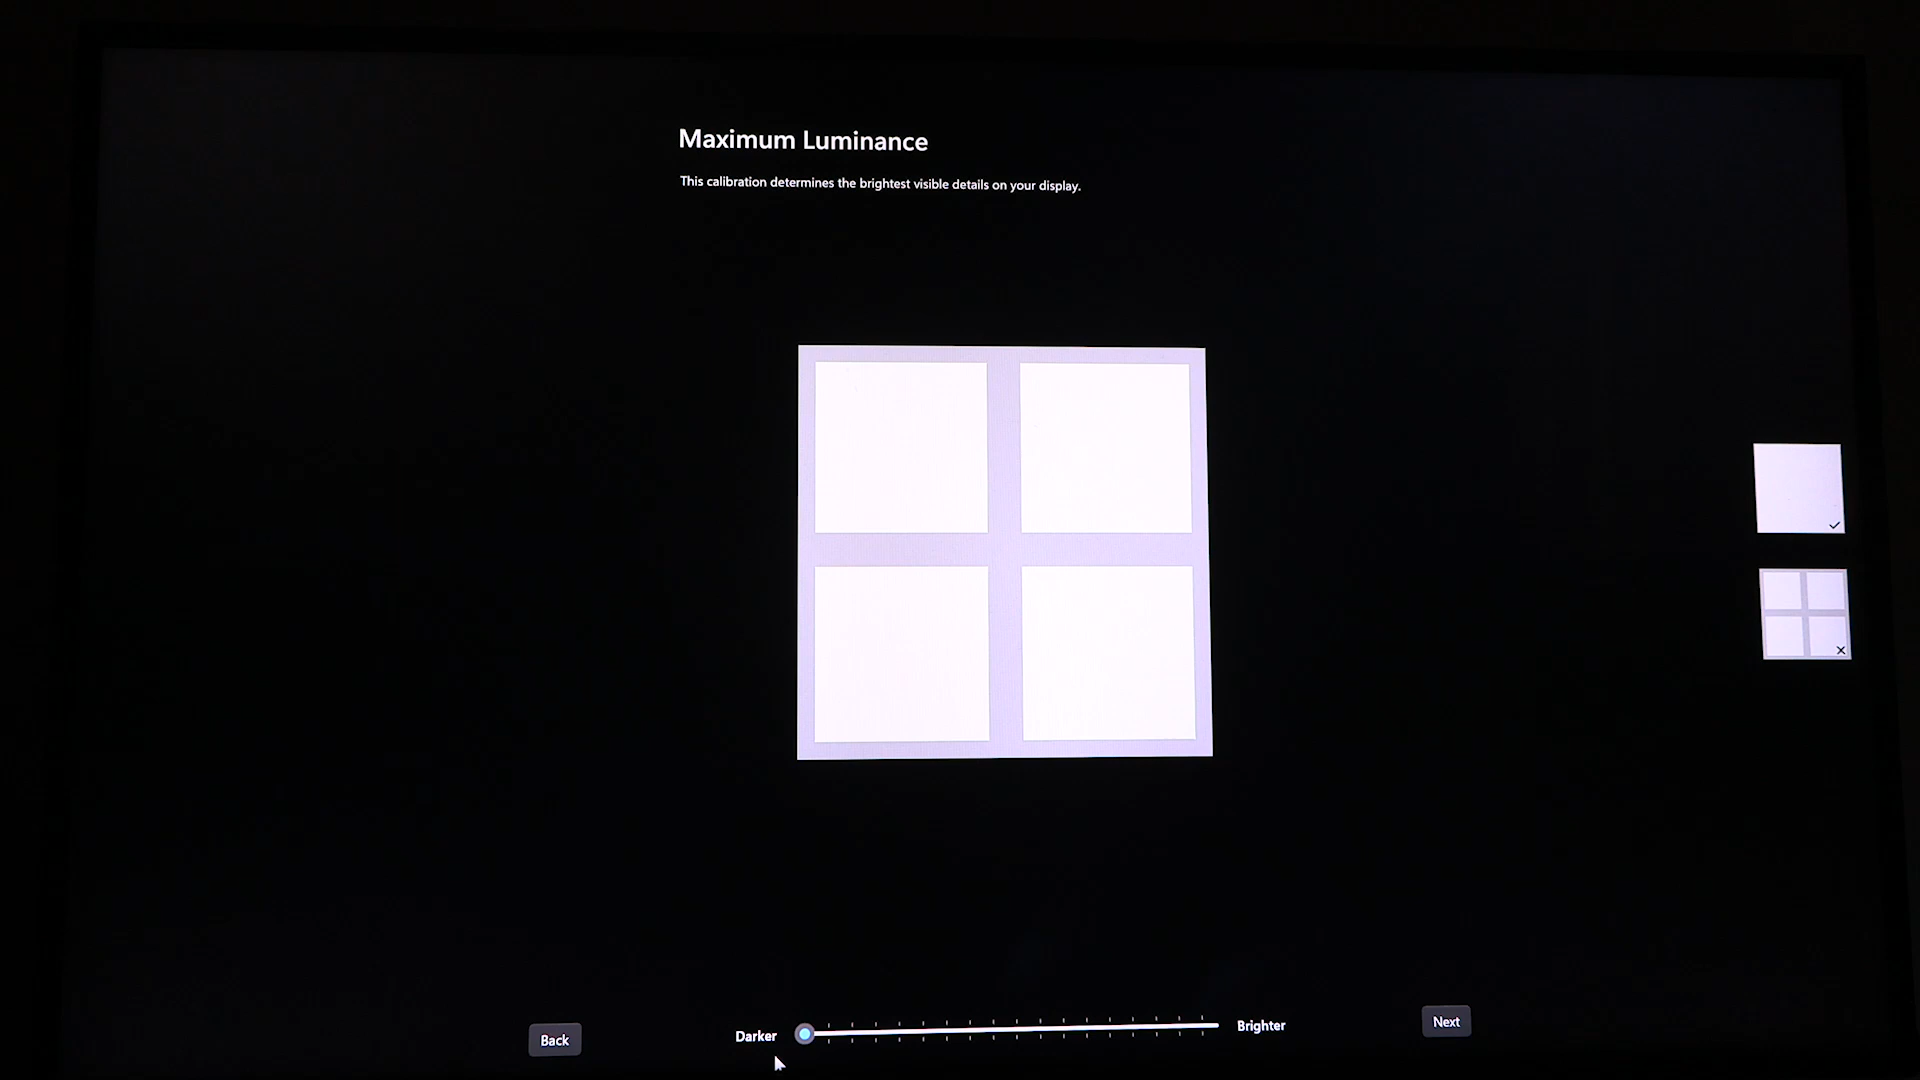 Maximum Luminance
This calibration determines the brightest visible details on your display.
Back
Darker
Brighter
Next